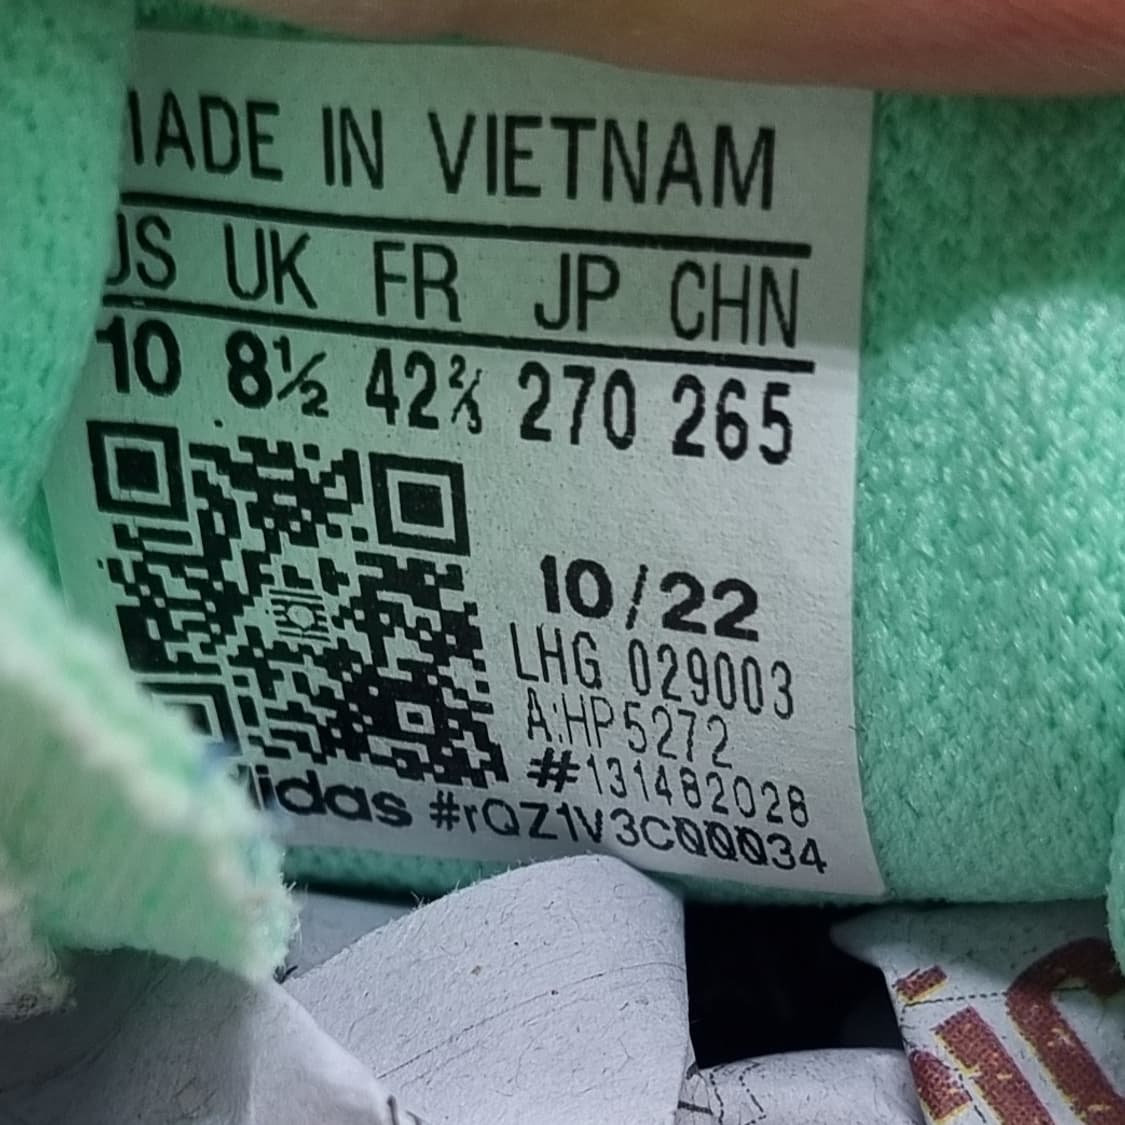 MADE IN VIETNAM
US UK FR JP CHN
10 8½ 42⅔ 270 265
10/22
LHG 029003
A:HP5272
#131482028
adidas #rQZ1V3C00034